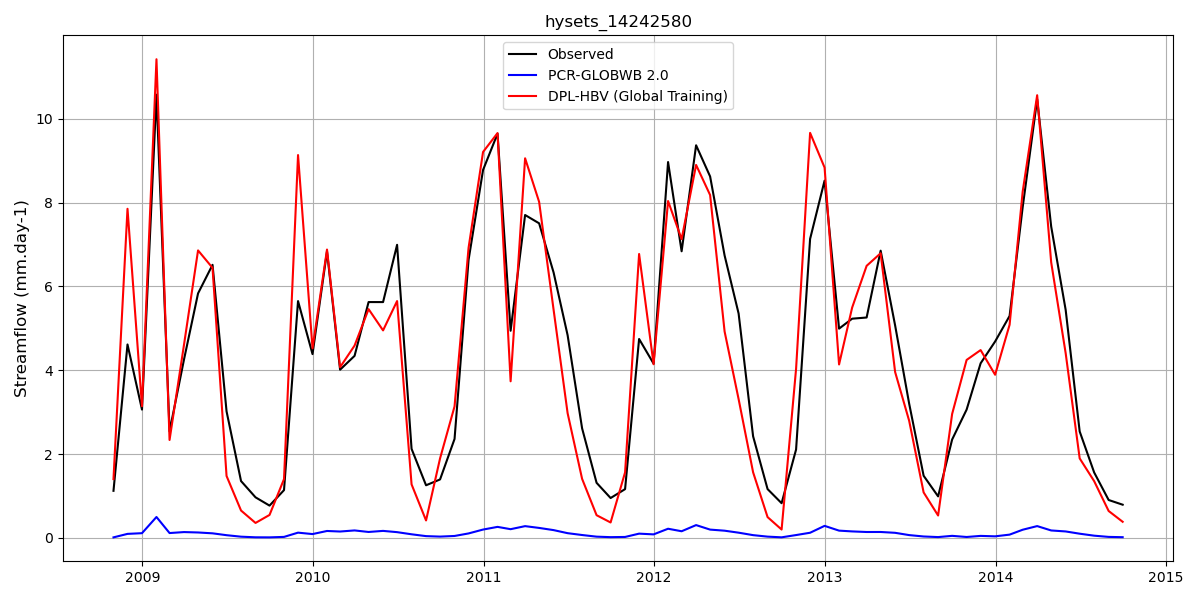 hysets_14242580
Observed
PCR-GLOBWB 2.0
DPL-HBV (Global Training)
Streamflow (mm.day-1)
10
8
6
4
2
0
2009
2010
2011
2012
2013
2014
2015